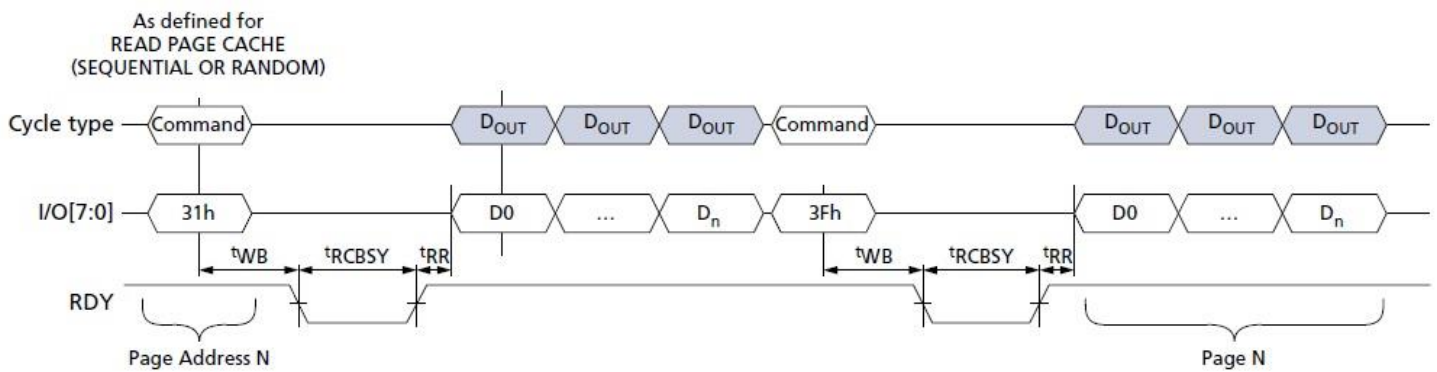 As defined for
READ PAGE CACHE
(SEQUENTIAL OR RANDOM)
Cycle type Command DOUT DOUT DOUT Command DOUT DOUT DOUT
I/O[7:0] 31h D0 ... Dn 3Fh D0 ... Dn
tWB tRCBSY tRR tWB tRCBSY tRR
RDY
Page Address N Page N